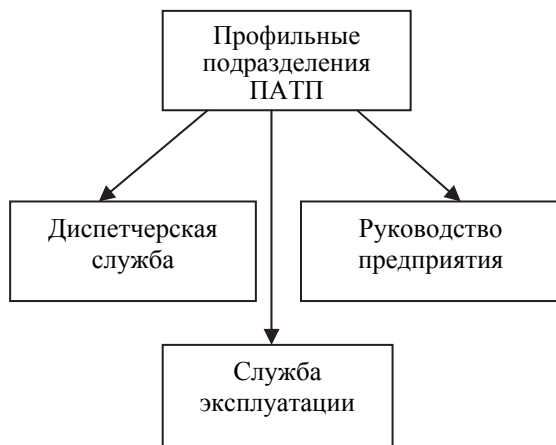 Профильные
подразделения
ПАТП
Диспетчерская
служба
Руководство
предприятия
Служба
эксплуатации